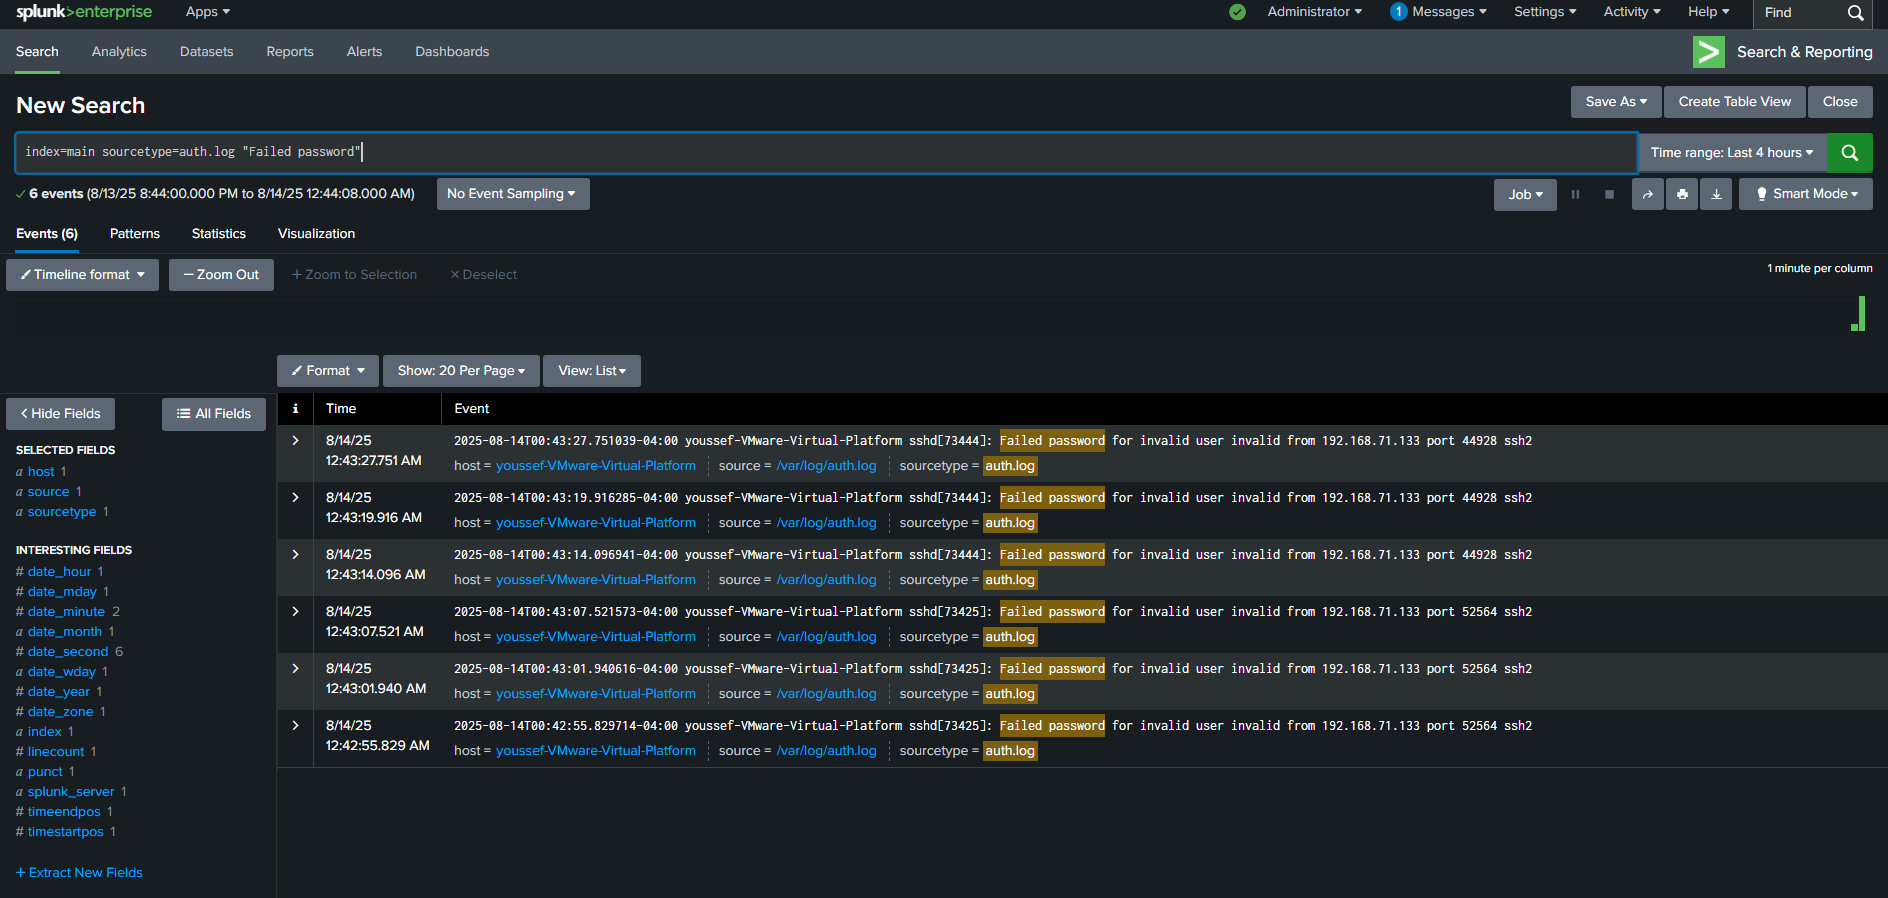 splunk>enterprise Apps Administrator 1 Messages Settings Activity Help Find
Search Analytics Datasets Reports Alerts Dashboards > Search & Reporting
New Search Save As Create Table View Close
index=main sourcetype=auth.log "Failed password" Time range: Last 4 hours
6 events (8/13/25 8:44:00.000 PM to 8/14/25 12:44:08.000 AM) No Event Sampling Job Smart Mode
Events (6) Patterns Statistics Visualization
Timeline format — Zoom Out + Zoom to Selection × Deselect 1 minute per column
Format Show: 20 Per Page View: List
< Hide Fields All Fields
SELECTED FIELDS
a host 1
a source 1
a sourcetype 1
INTERESTING FIELDS
# date_hour 1
# date_mday 1
# date_minute 2
a date_month 1
# date_second 6
a date_wday 1
# date_year 1
# date_zone 1
a index 1
# linecount 1
a punct 1
a splunk_server 1
# timeendpos 1
# timestartpos 1
+ Extract New Fields
i Time Event
8/14/25
12:43:27.751 AM
2025-08-14T00:43:27.751039-04:00 youssef-VMware-Virtual-Platform sshd[73444]: Failed password for invalid user invalid from 192.168.71.133 port 44928 ssh2
host = youssef-VMware-Virtual-Platform source = /var/log/auth.log sourcetype = auth.log
8/14/25
12:43:19.916 AM
2025-08-14T00:43:19.916285-04:00 youssef-VMware-Virtual-Platform sshd[73444]: Failed password for invalid user invalid from 192.168.71.133 port 44928 ssh2
host = youssef-VMware-Virtual-Platform source = /var/log/auth.log sourcetype = auth.log
8/14/25
12:43:14.096 AM
2025-08-14T00:43:14.096941-04:00 youssef-VMware-Virtual-Platform sshd[73444]: Failed password for invalid user invalid from 192.168.71.133 port 44928 ssh2
host = youssef-VMware-Virtual-Platform source = /var/log/auth.log sourcetype = auth.log
8/14/25
12:43:07.521 AM
2025-08-14T00:43:07.521573-04:00 youssef-VMware-Virtual-Platform sshd[73425]: Failed password for invalid user invalid from 192.168.71.133 port 52564 ssh2
host = youssef-VMware-Virtual-Platform source = /var/log/auth.log sourcetype = auth.log
8/14/25
12:43:01.940 AM
2025-08-14T00:43:01.940616-04:00 youssef-VMware-Virtual-Platform sshd[73425]: Failed password for invalid user invalid from 192.168.71.133 port 52564 ssh2
host = youssef-VMware-Virtual-Platform source = /var/log/auth.log sourcetype = auth.log
8/14/25
12:42:55.829 AM
2025-08-14T00:42:55.829714-04:00 youssef-VMware-Virtual-Platform sshd[73425]: Failed password for invalid user invalid from 192.168.71.133 port 52564 ssh2
host = youssef-VMware-Virtual-Platform source = /var/log/auth.log sourcetype = auth.log